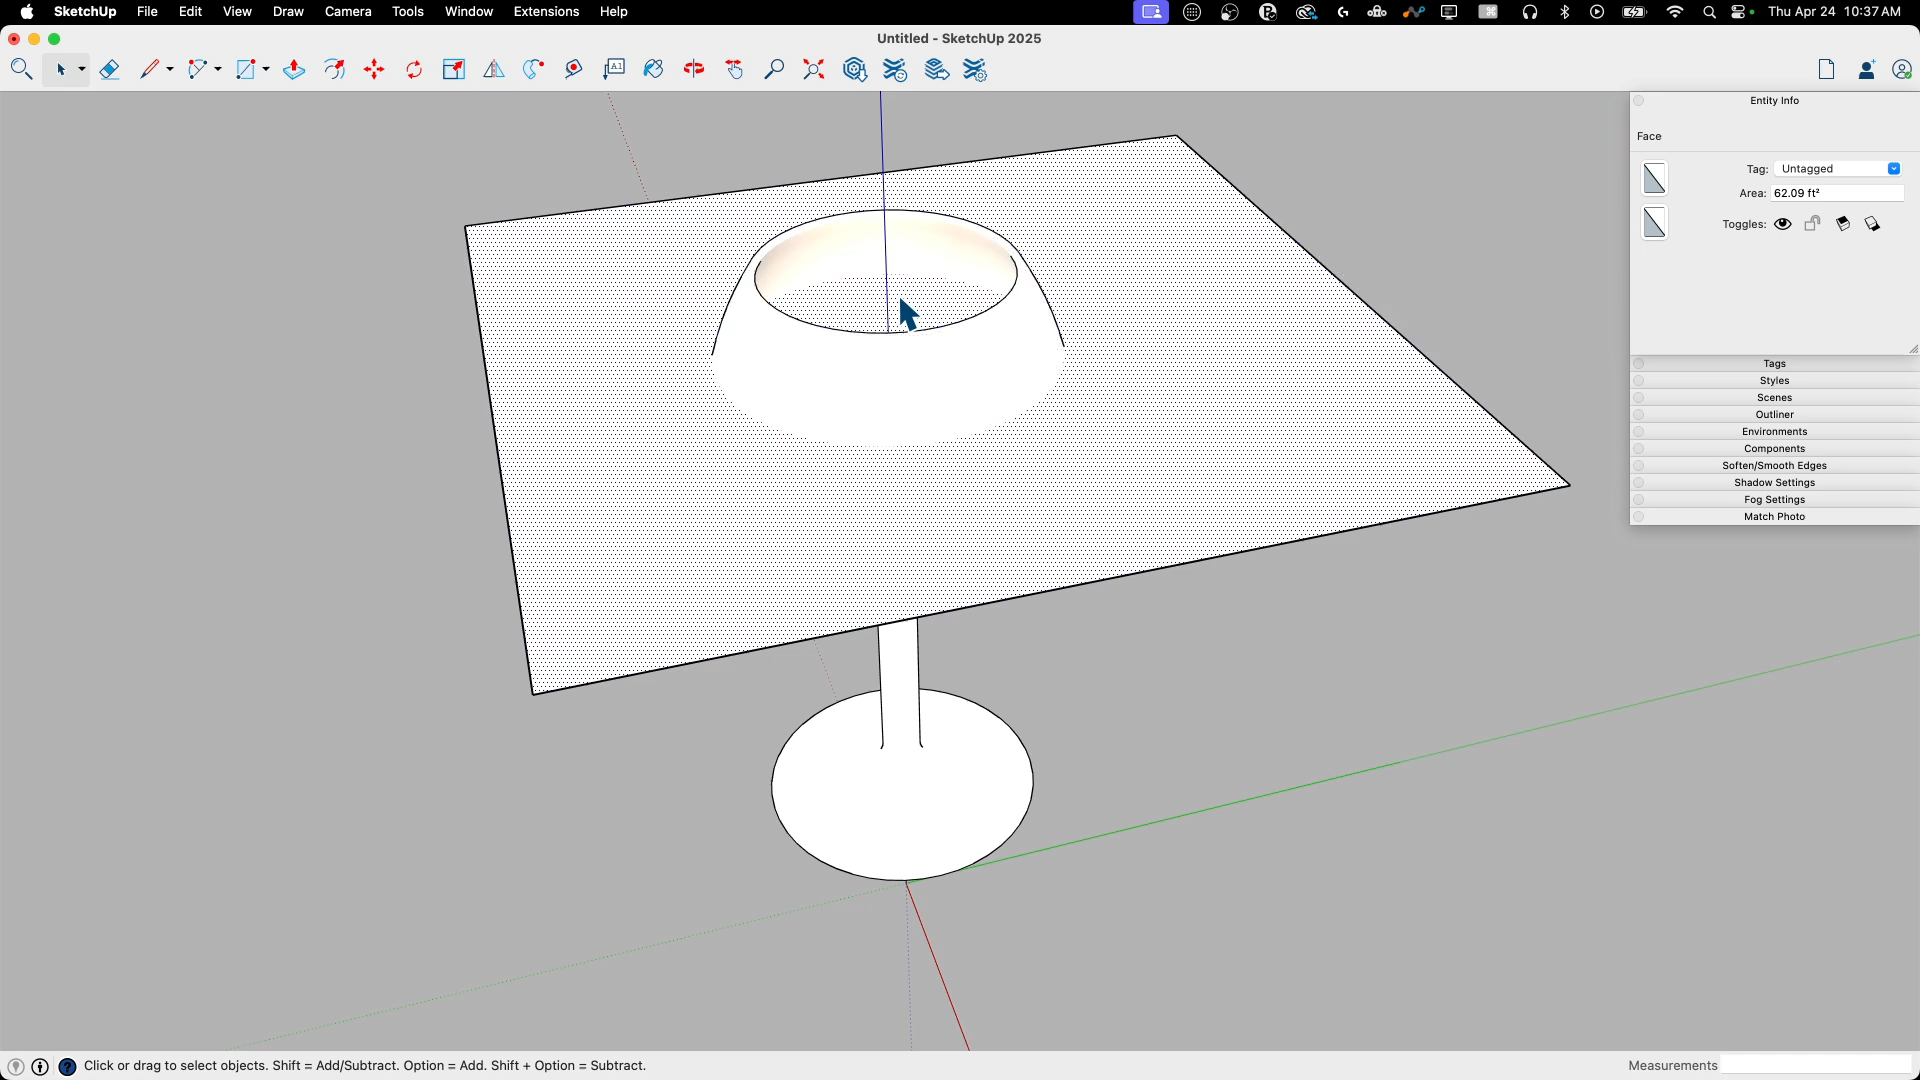 SketchUp File Edit View Draw Camera Tools Window Extensions Help Thu Apr 24 10:37 AM
Untitled - SketchUp 2025
A1
Entity Info
Face
Tag: Untagged
Area: 62.09 ft²
Toggles:
Tags
Styles
Scenes
Outliner
Environments
Components
Soften/Smooth Edges
Shadow Settings
Fog Settings
Match Photo
Click or drag to select objects. Shift = Add/Subtract. Option = Add. Shift + Option = Subtract. Measurements